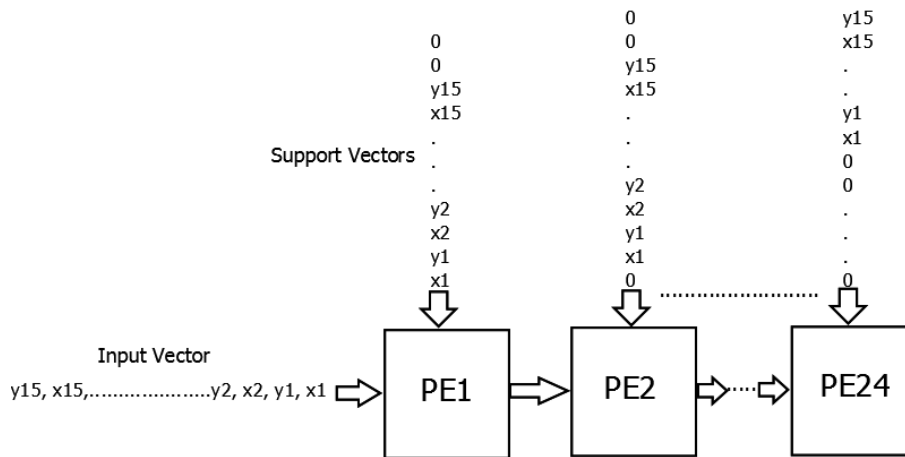 0
0
y15
x15
.
.
.
y2
x2
y1
x1
0
0
y15
x15
.
.
.
y2
x2
y1
x1
0
y15
x15
.
.
y1
x1
0
0
.
.
.
0
Support Vectors
Input Vector
y15, x15,.....................y2, x2, y1, x1
PE1
PE2
PE24